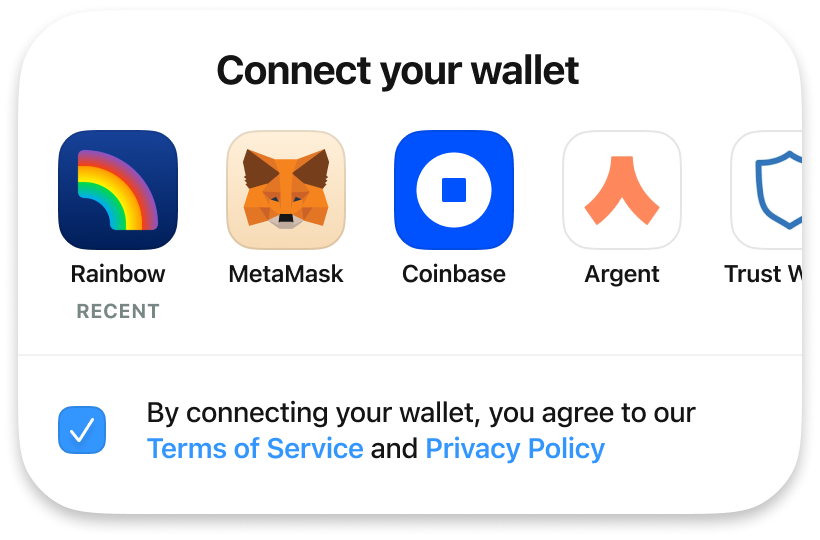 Connect your wallet
Rainbow MetaMask Coinbase Argent Trust
RECENT
By connecting your wallet, you agree to our
Terms of Service and Privacy Policy